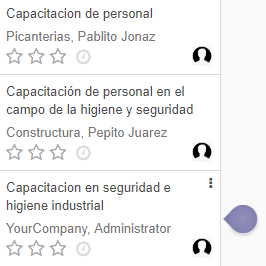 Capacitacion de personal
Picanterias, Pablito Jonaz
Capacitación de personal en el
campo de la higiene y seguridad
Constructura, Pepito Juarez
Capacitacion en seguridad e
higiene industrial
YourCompany, Administrator